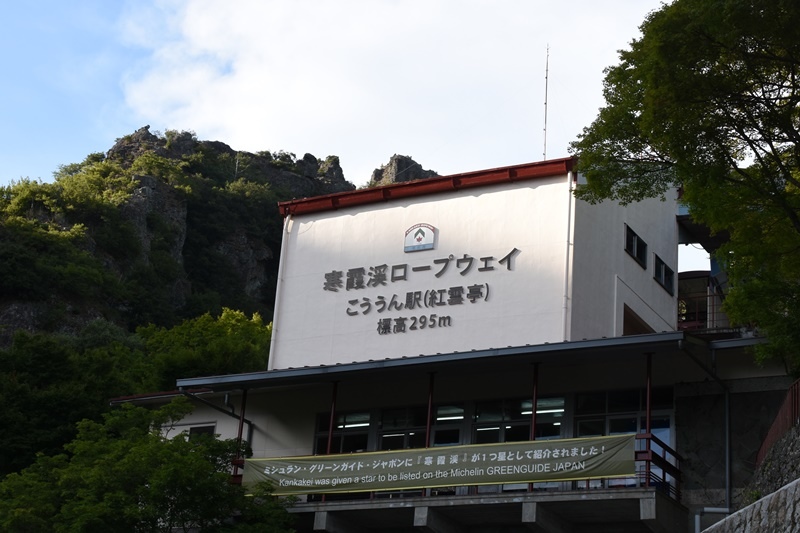 寒霞渓ロープウェイ
こううん駅(紅雲亭)
標高295m
ミシュラン・グリーンガイド・ジャポンに『寒霞渓』が1つ星として紹介されました!
Kankakei was given a star to be listed on the Michelin GREENGUIDE JAPAN